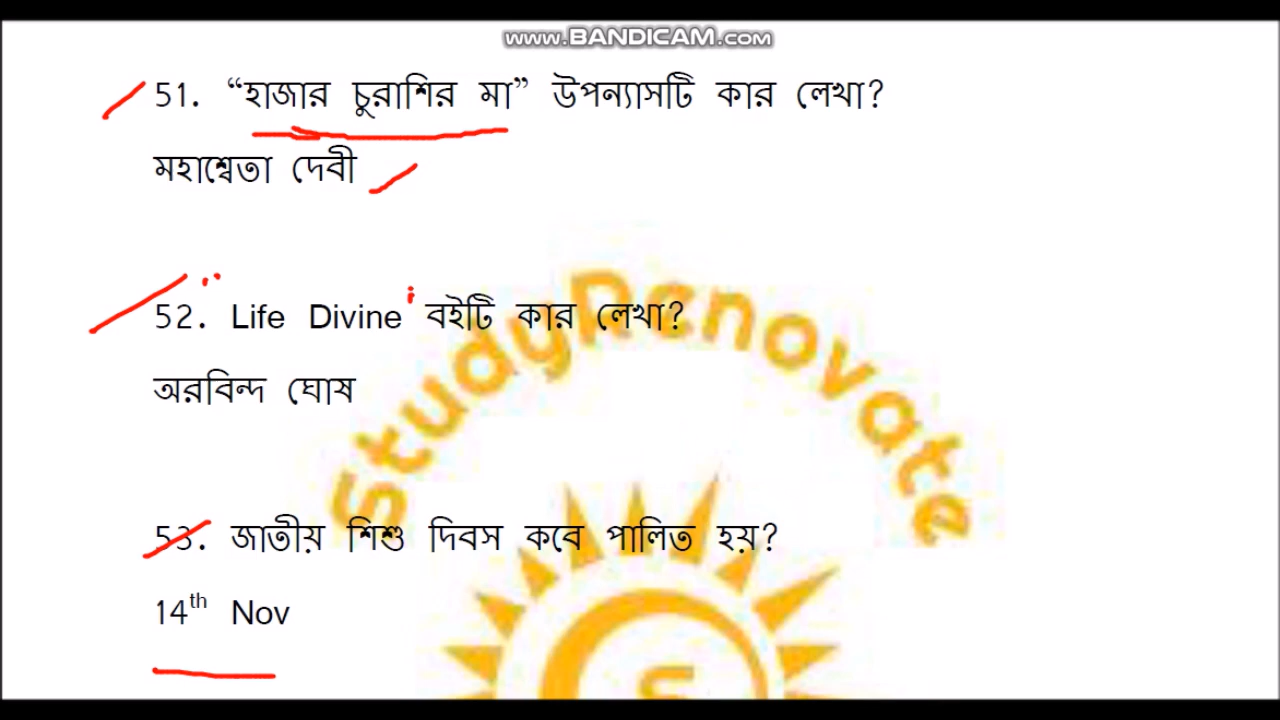 www.BANDICAM.com
51. “হাজার চুরাশির মা” উপন্যাসটি কার লেখা?
মহাশ্বেতা দেবী
52. Life Divine বইটি কার লেখা?
অরবিন্দ ঘোষ
StudyRenovate
53. জাতীয় শিশু দিবস কবে পালিত হয়?
14th Nov
S